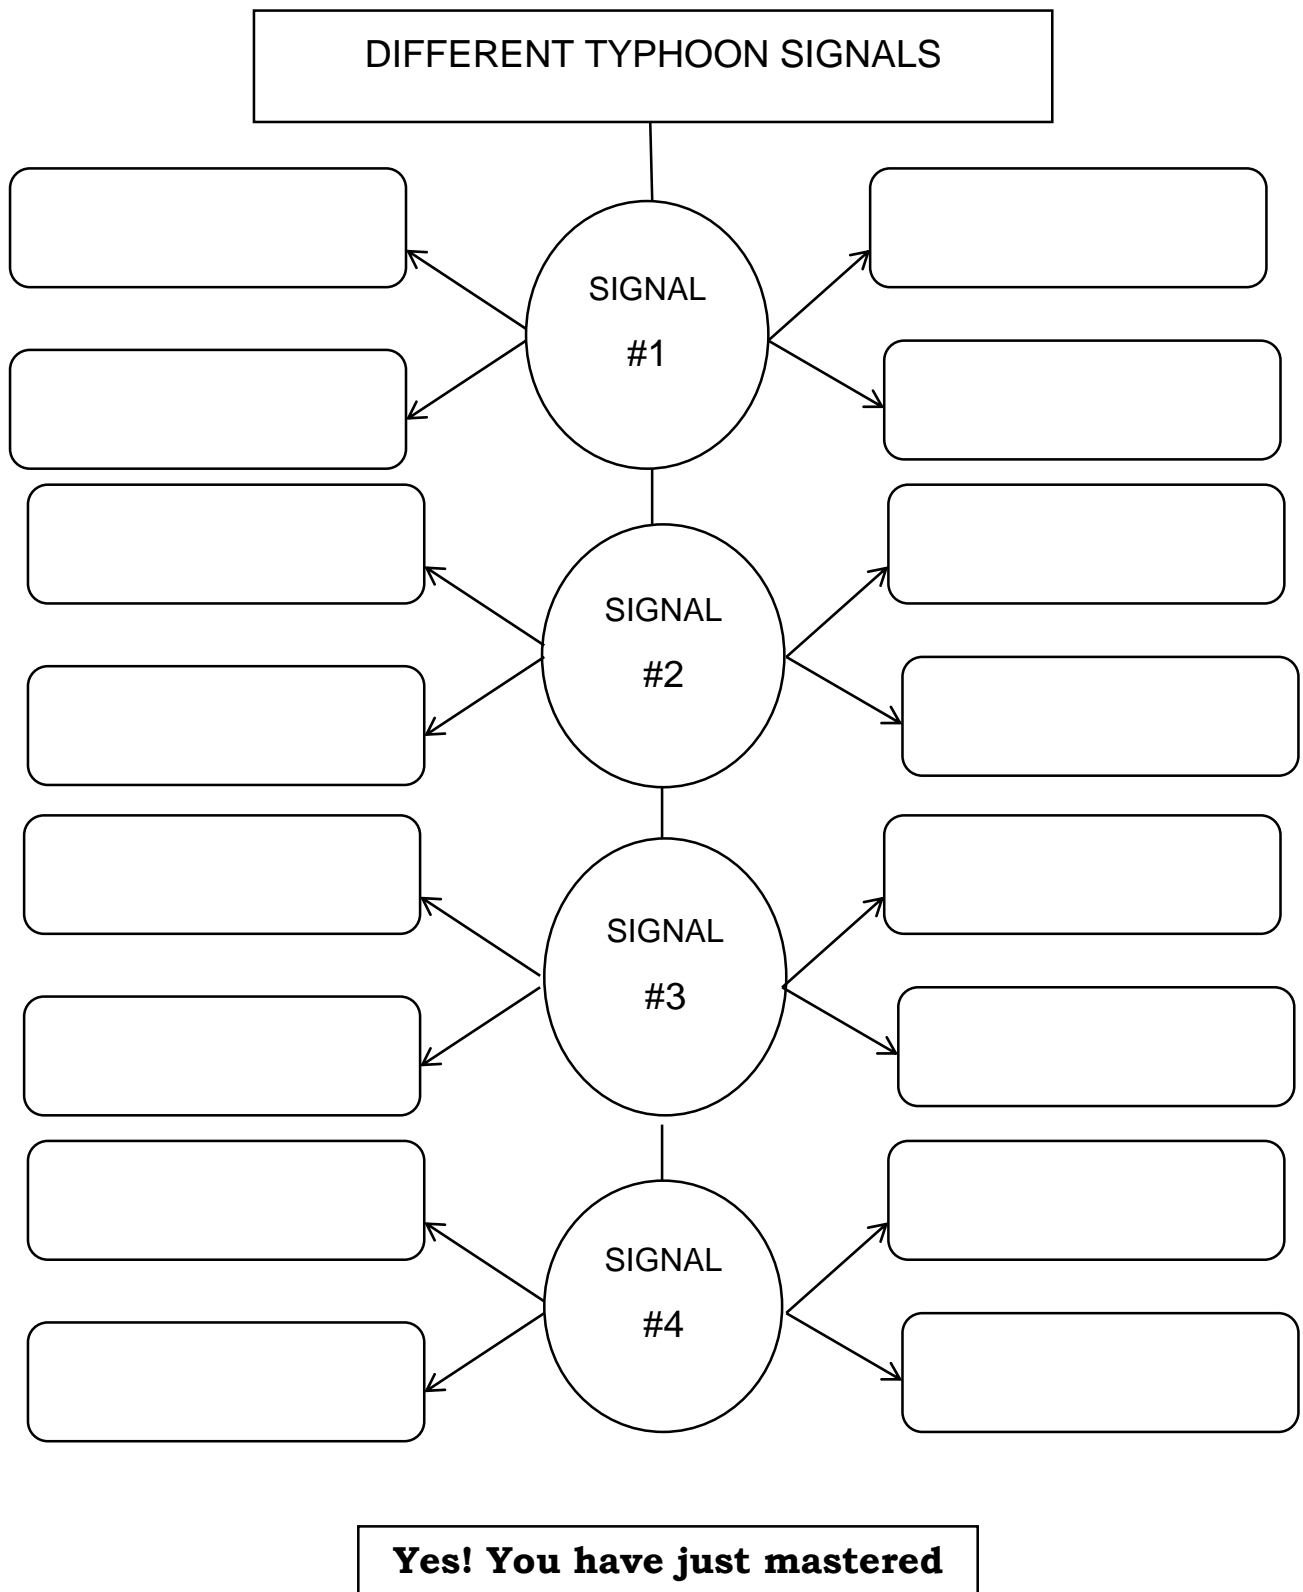 DIFFERENT TYPHOON SIGNALS
SIGNAL
#1
SIGNAL
#2
SIGNAL
#3
SIGNAL
#4
Yes! You have just mastered